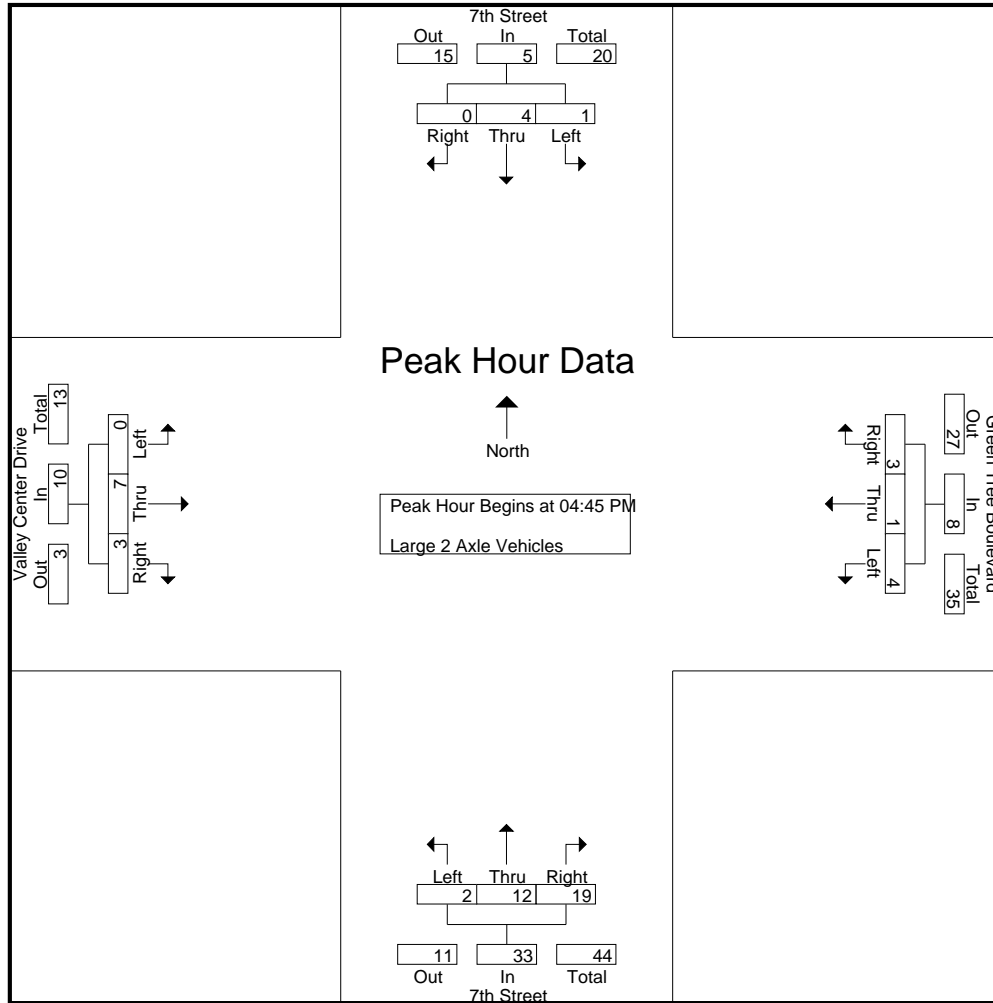 7th Street
Out In Total
15 5 20
0 4 1
Right Thru Left
Peak Hour Data
North
Peak Hour Begins at 04:45 PM
Large 2 Axle Vehicles
Valley Center Drive
Total In Out
13 10 3
0 7 3
Left Thru Right
Right Thru Left
3 1 4
27 8 35
Out In Total
Green Tree Boulevard
Left Thru Right
2 12 19
11 33 44
Out In Total
7th Street